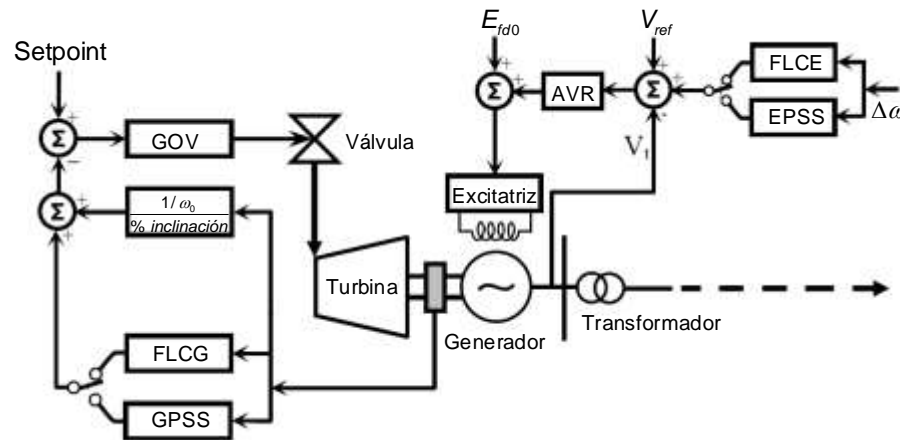 Setpoint
Σ
GOV
Válvula
Σ
1/ω₀
% inclinación
FLCG
GPSS
Turbina
E_fd0
V_ref
Σ
AVR
Σ
FLCE
EPSS
Δω
V_t
Excitatriz
Generador
Transformador